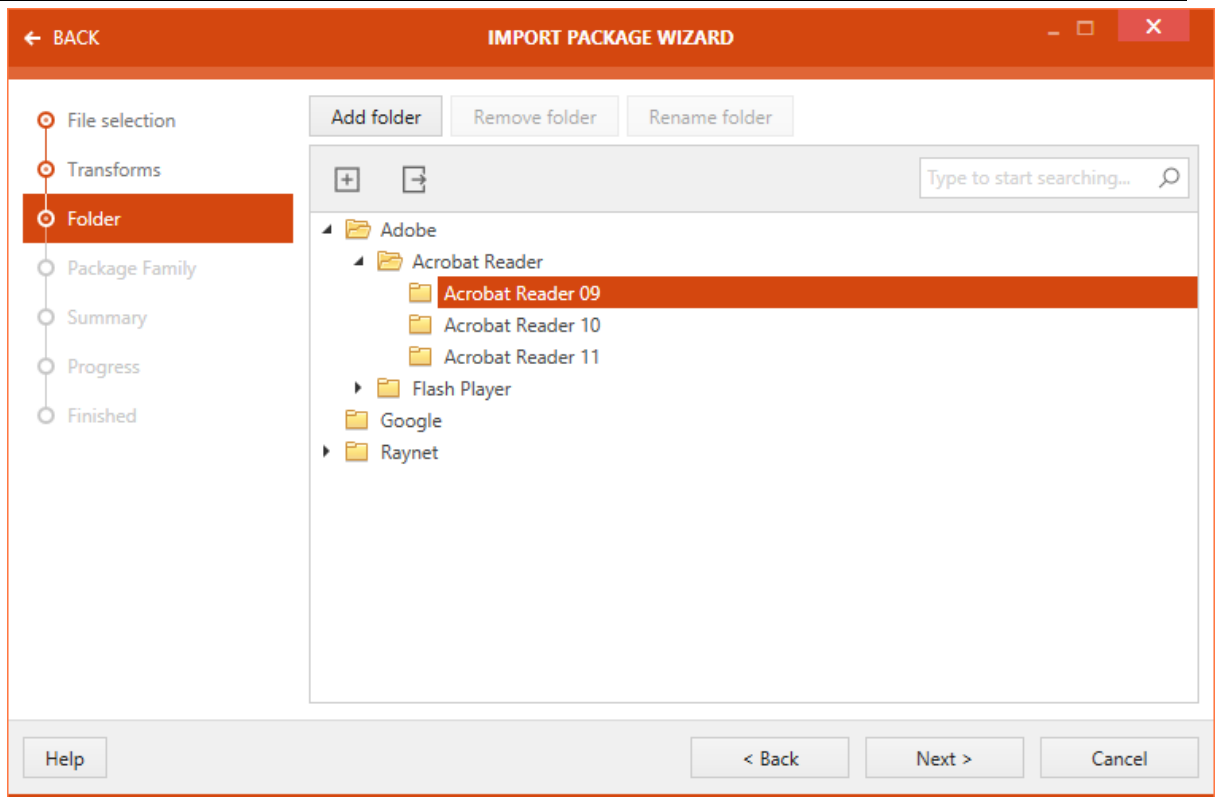 BACK
IMPORT PACKAGE WIZARD
File selection
Transforms
Folder
Package Family
Summary
Progress
Finished
Add folder
Remove folder
Rename folder
Type to start searching...
Adobe
Acrobat Reader
Acrobat Reader 09
Acrobat Reader 10
Acrobat Reader 11
Flash Player
Google
Raynet
Help
< Back
Next >
Cancel